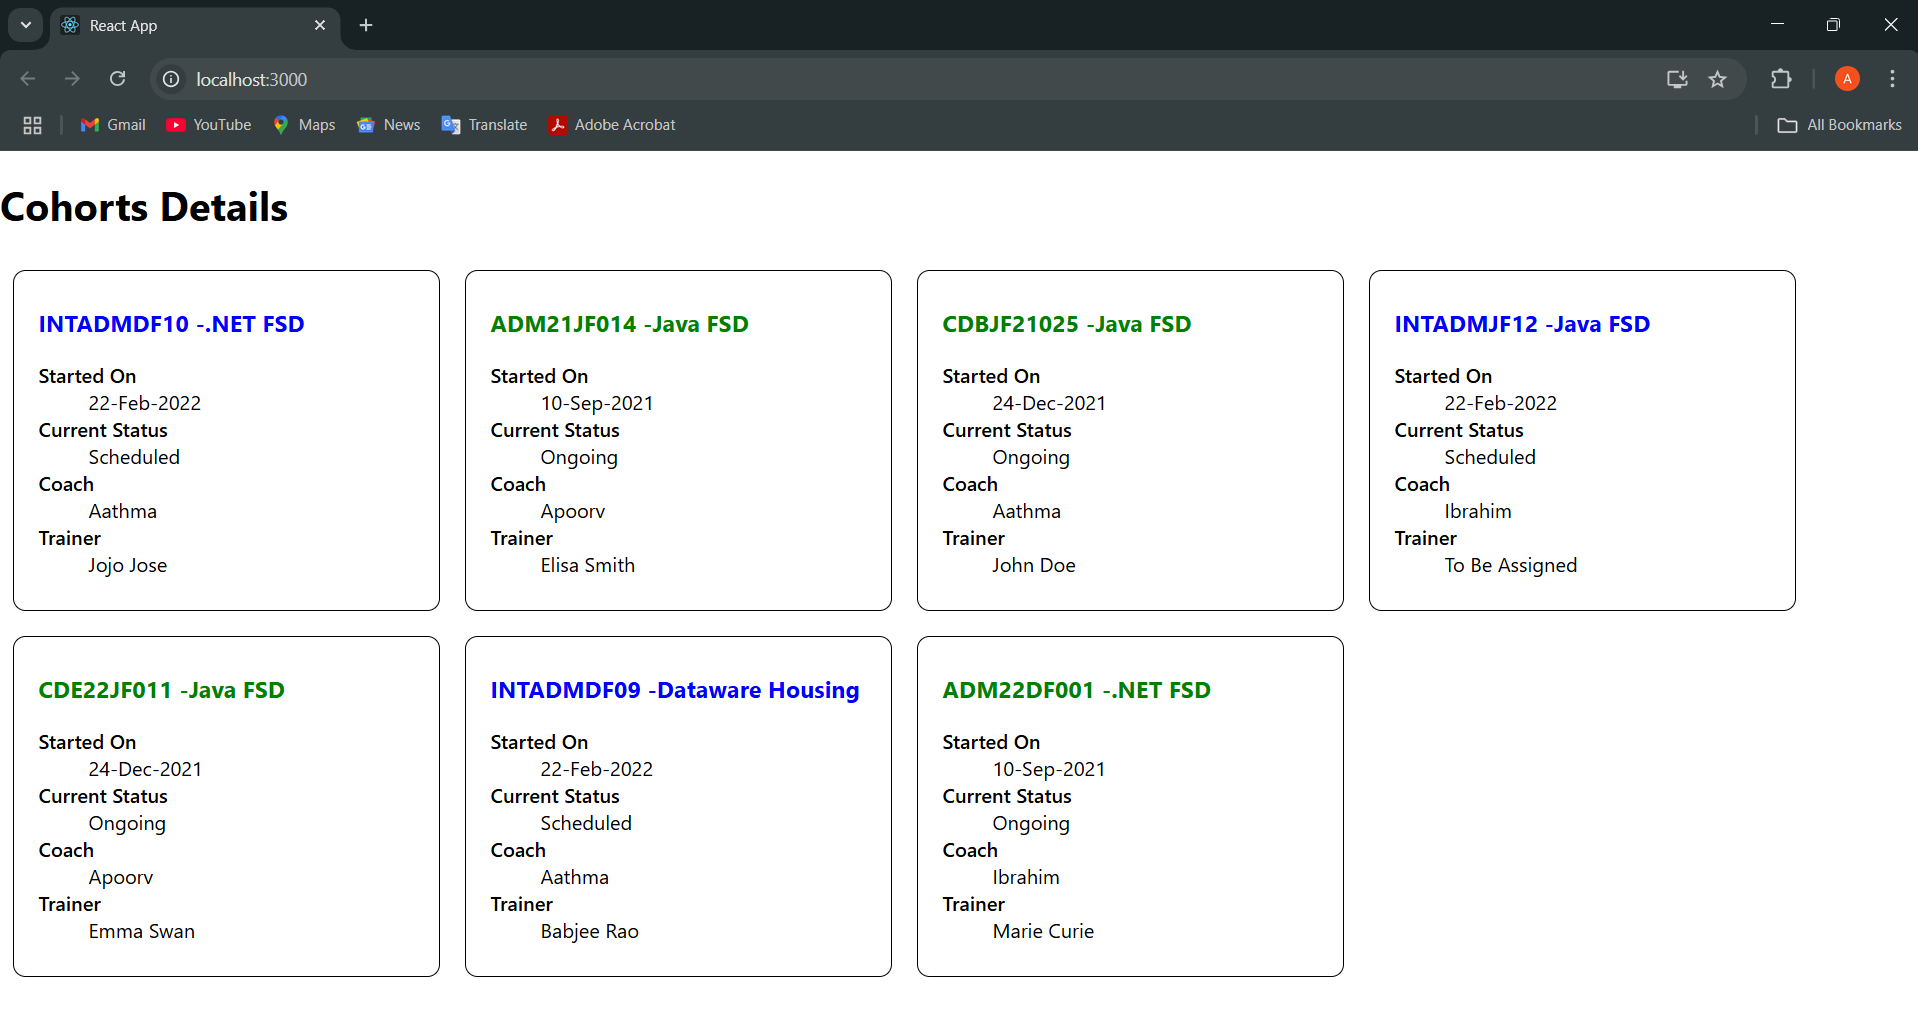 React App
localhost:3000
Gmail YouTube Maps News Translate Adobe Acrobat All Bookmarks
A
Cohorts Details
INTADMDF10 -.NET FSD
Started On
22-Feb-2022
Current Status
Scheduled
Coach
Aathma
Trainer
Jojo Jose
ADM21JF014 -Java FSD
Started On
10-Sep-2021
Current Status
Ongoing
Coach
Apoorv
Trainer
Elisa Smith
CDBJF21025 -Java FSD
Started On
24-Dec-2021
Current Status
Ongoing
Coach
Aathma
Trainer
John Doe
INTADMJF12 -Java FSD
Started On
22-Feb-2022
Current Status
Scheduled
Coach
Ibrahim
Trainer
To Be Assigned
CDE22JF011 -Java FSD
Started On
24-Dec-2021
Current Status
Ongoing
Coach
Apoorv
Trainer
Emma Swan
INTADMDF09 -Dataware Housing
Started On
22-Feb-2022
Current Status
Scheduled
Coach
Aathma
Trainer
Babjee Rao
ADM22DF001 -.NET FSD
Started On
10-Sep-2021
Current Status
Ongoing
Coach
Ibrahim
Trainer
Marie Curie